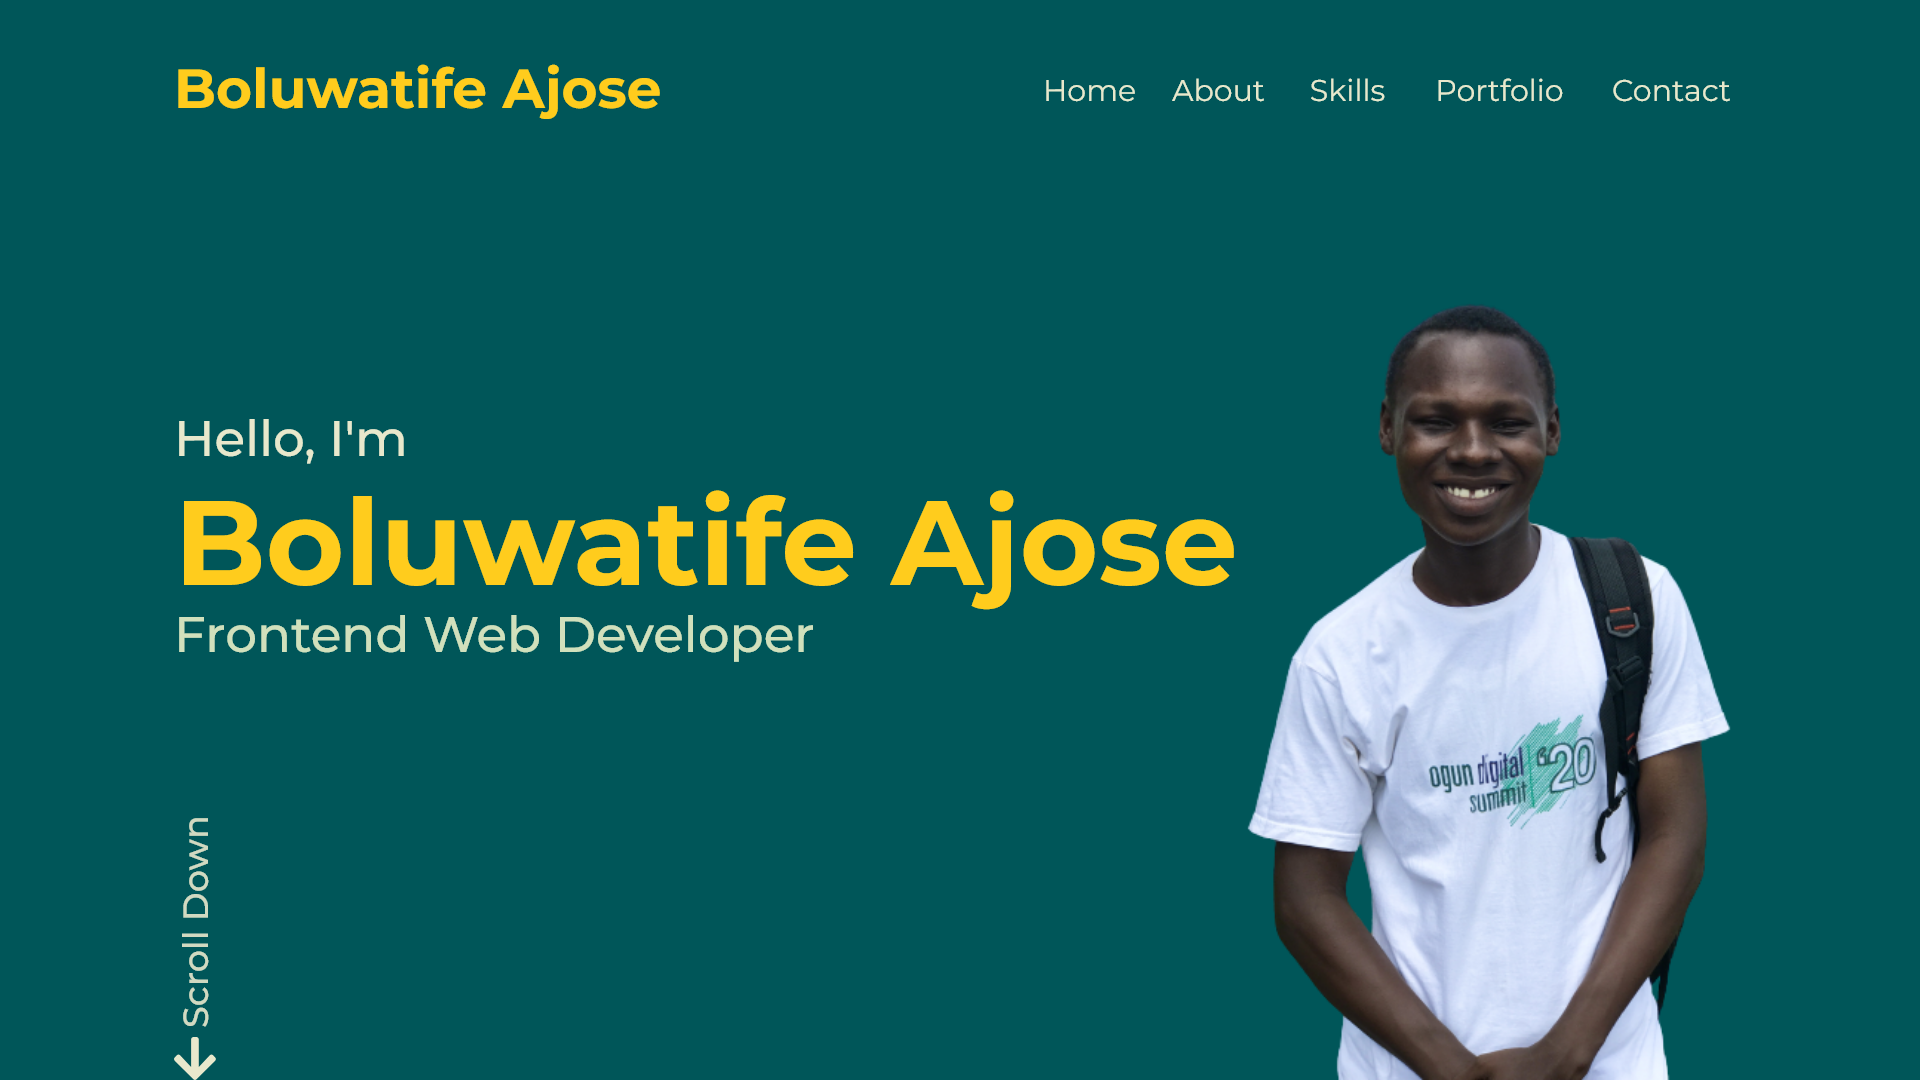 Boluwatife Ajose
Home About Skills Portfolio Contact
Hello, I'm
Boluwatife Ajose
Frontend Web Developer
ogun digital
summit
‘20
Scroll Down